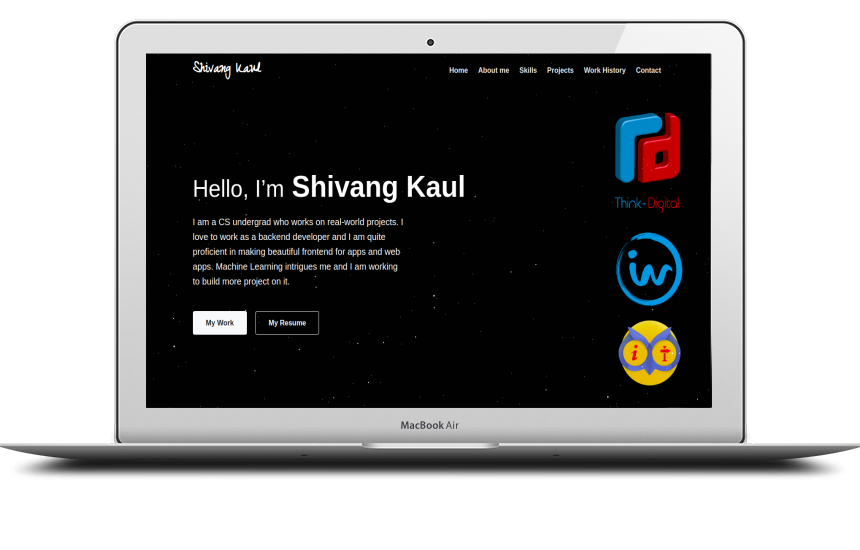 Shivang Kaul
Home About me Skills Projects Work History Contact
Think-Digital
Hello, I'm Shivang Kaul
I am a CS undergrad who works on real-world projects. I
love to work as a backend developer and I am quite
proficient in making beautiful frontend for apps and web
apps. Machine Learning intrigues me and I am working
to build more project on it.
in
My Work My Resume
i
MacBook Air